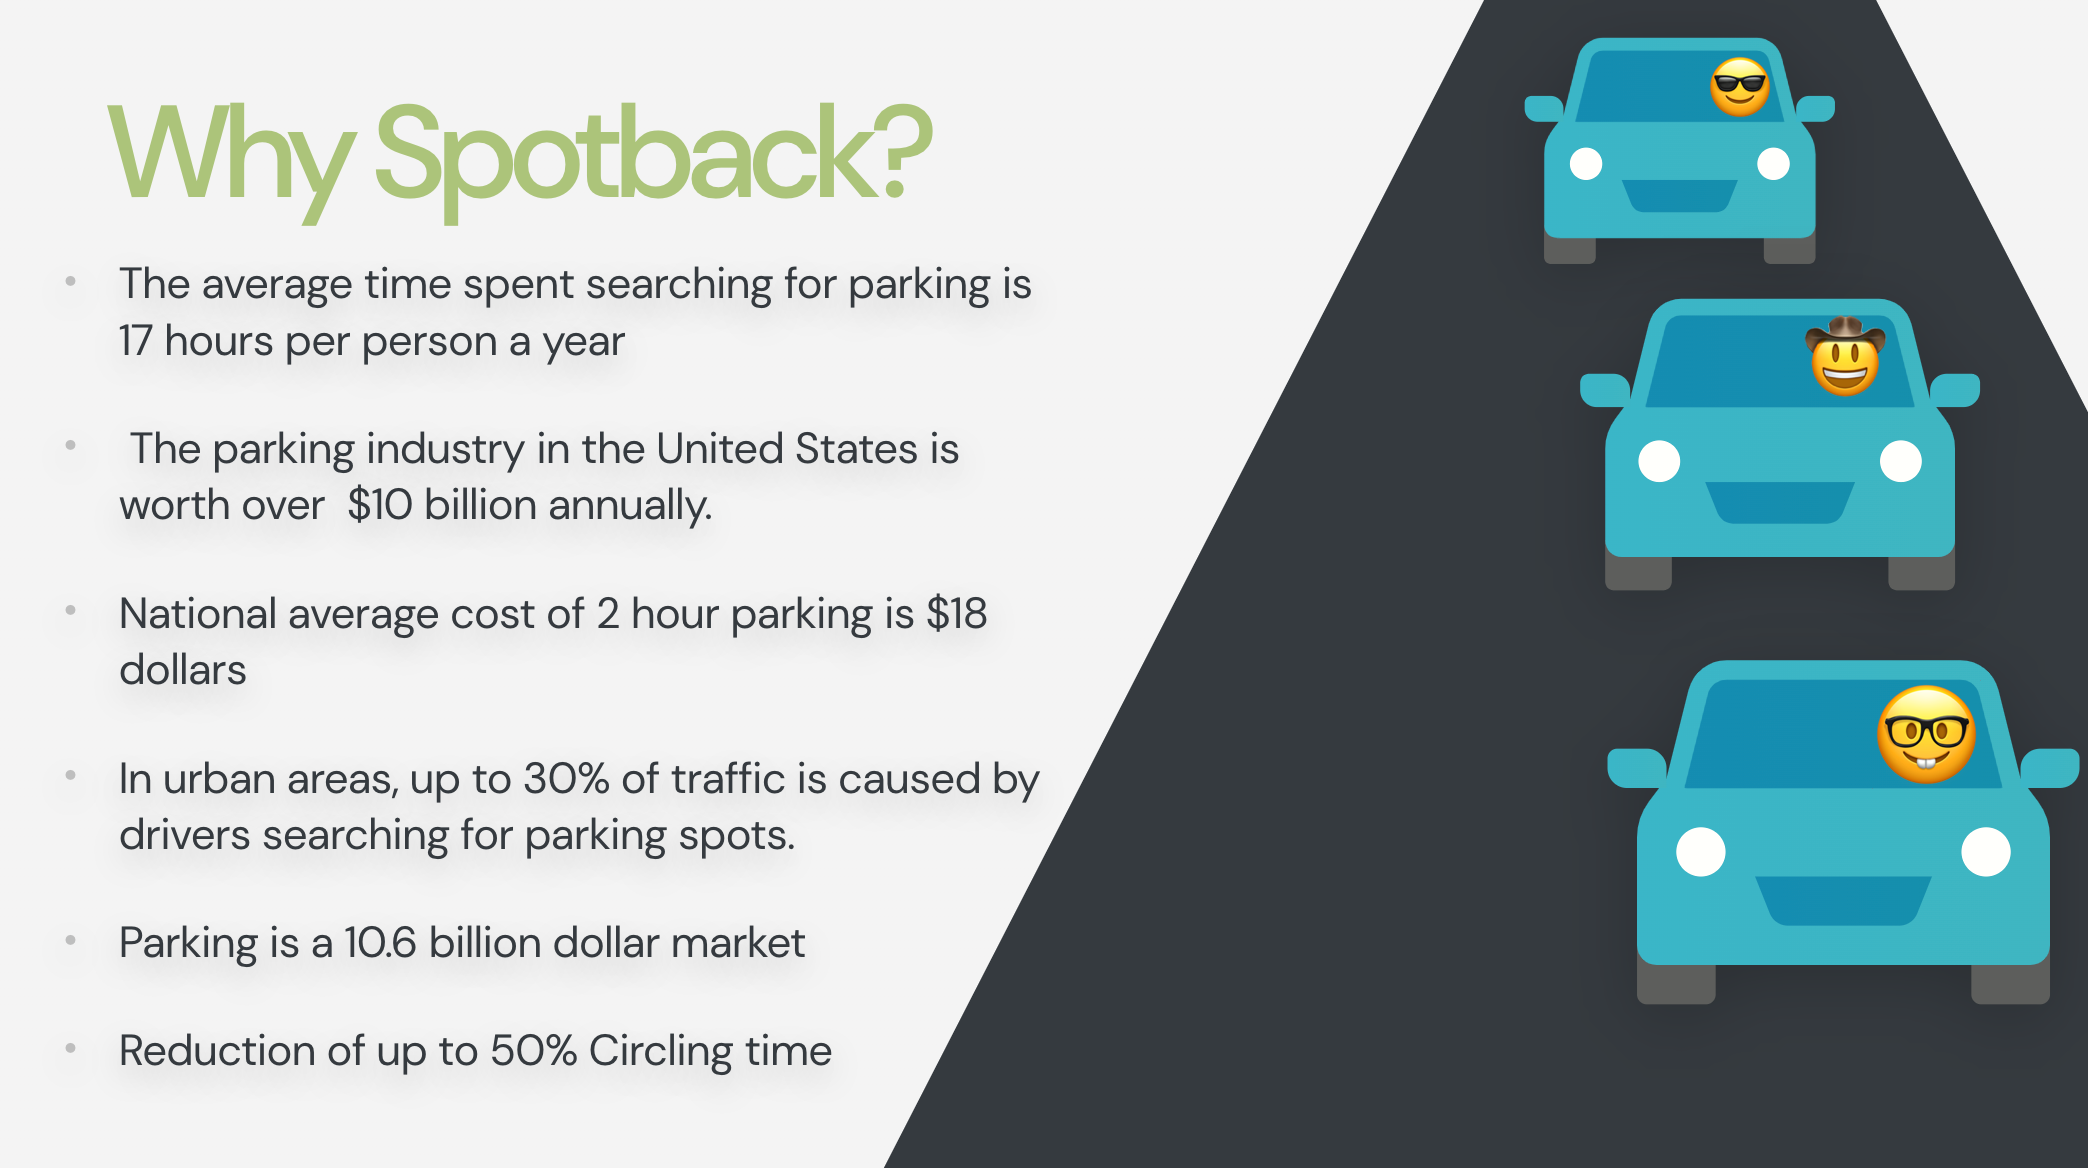 Why Spotback?
• The average time spent searching for parking is
17 hours per person a year
• The parking industry in the United States is
worth over  $10 billion annually.
• National average cost of 2 hour parking is $18
dollars
• In urban areas, up to 30% of traffic is caused by
drivers searching for parking spots.
• Parking is a 10.6 billion dollar market
• Reduction of up to 50% Circling time